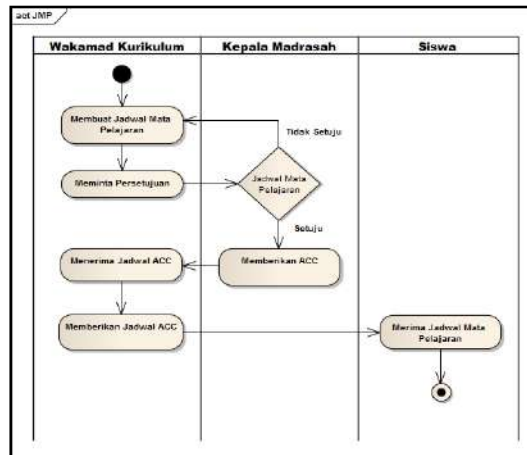 act JMP
Wakamad Kurikulum
Kepala Madrasah
Siswa
Membuat Jadwal Mata
Pelajaran
Tidak Setuju
Meminta Persetujuan
Jadwal Mata
Pelajaran
Setuju
Menerima Jadwal ACC
Memberikan ACC
Memberikan Jadwal ACC
Merima Jadwal Mata
Pelajaran